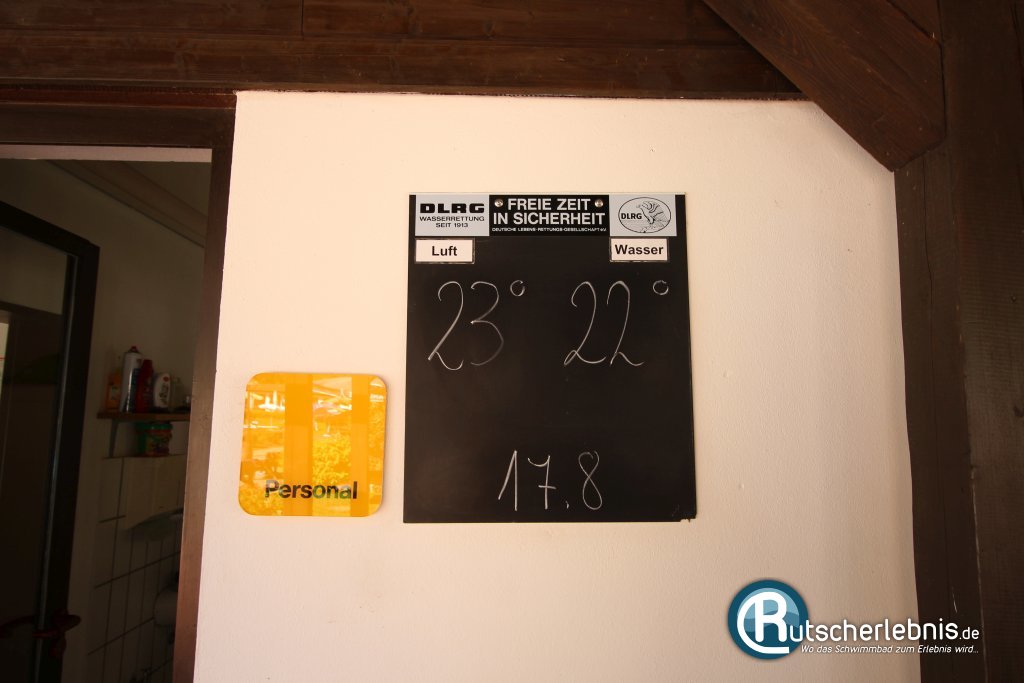 DLRG
WASSERRETTUNG
SEIT 1913
FREIE ZEIT
IN SICHERHEIT
DEUTSCHE LEBENS-RETTUNGS-GESELLSCHAFT e.V.
DLRG
Luft
Wasser
23° 22°
17.8
Personal
Rutscherlebnis.de
Wo das Schwimmbad zum Erlebnis wird...